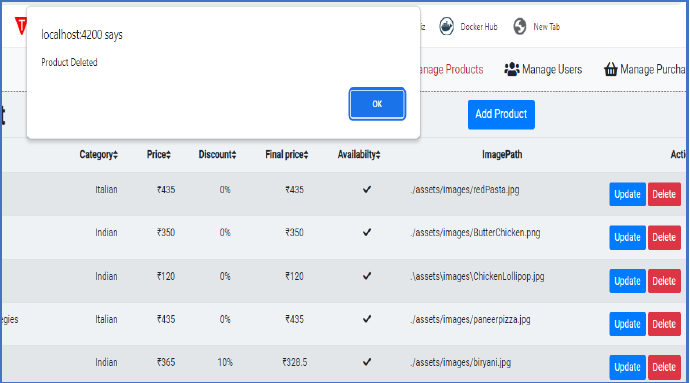 localhost:4200 says
Product Deleted
OK
Docker Hub
New Tab
anage Products
Manage Users
Manage Purcha
t
Add Product
Category Price Discount Final price Availabilty ImagePath Actio
Italian ₹435 0% ₹435 ./assets/images/redPasta.jpg Update Delete
Indian ₹350 0% ₹350 ./assets/images/ButterChicken.png Update Delete
Indian ₹120 0% ₹120 .\assets\images\ChickenLollipop.jpg Update Delete
egies Italian ₹435 0% ₹435 ./assets/images/paneerpizza.jpg Update Delete
Indian ₹365 10% ₹328.5 ./assets/images/biryani.jpg Update Delete